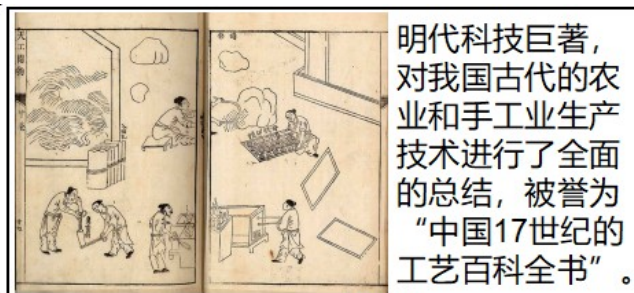 明代科技巨著，
对我国古代的农
业和手工业生产
技术进行了全面
的总结，被誉为
“中国17世纪的
工艺百科全书”。